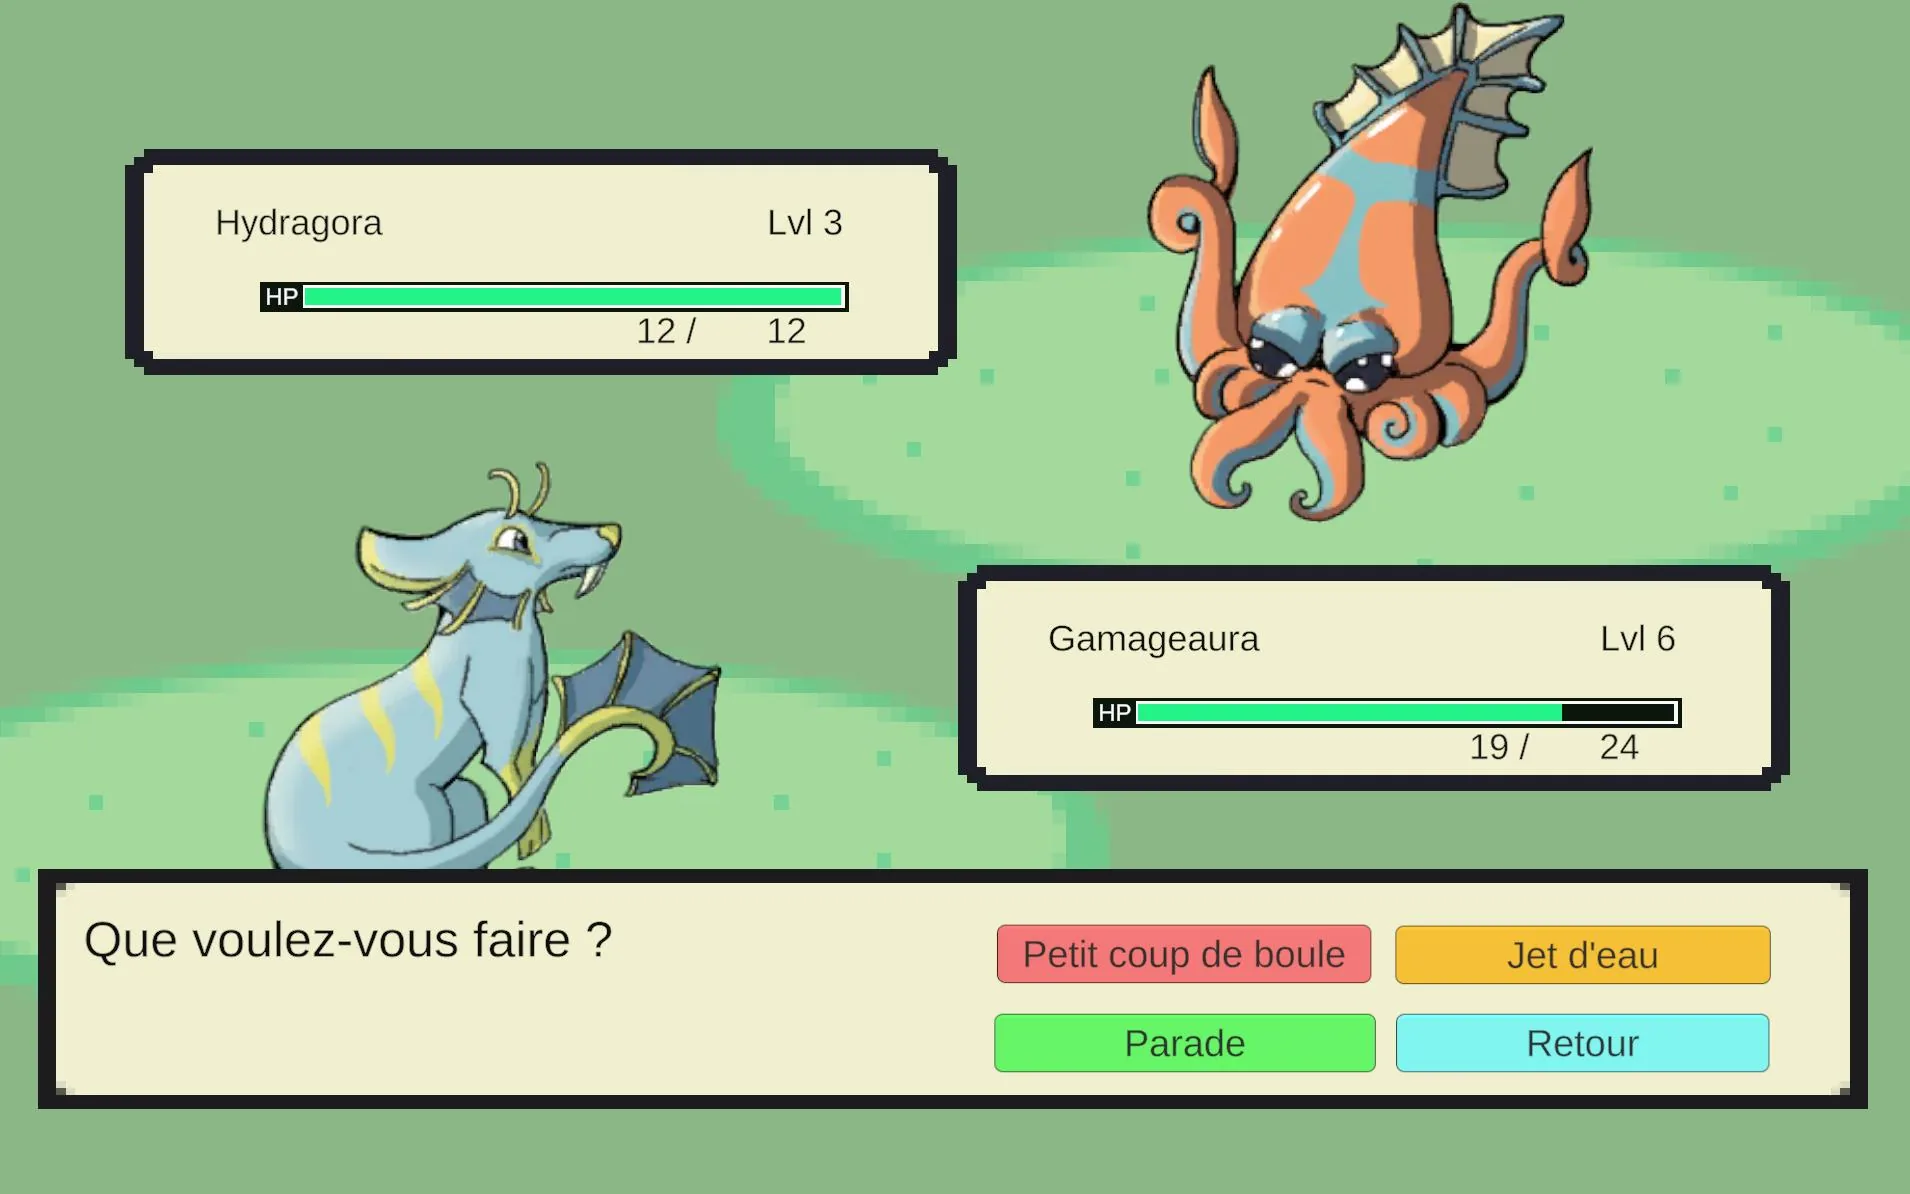 Hydragora Lvl 3
HP
12 / 12
Gamageaura Lvl 6
HP
19 / 24
Que voulez-vous faire ?
Petit coup de boule Jet d'eau
Parade Retour